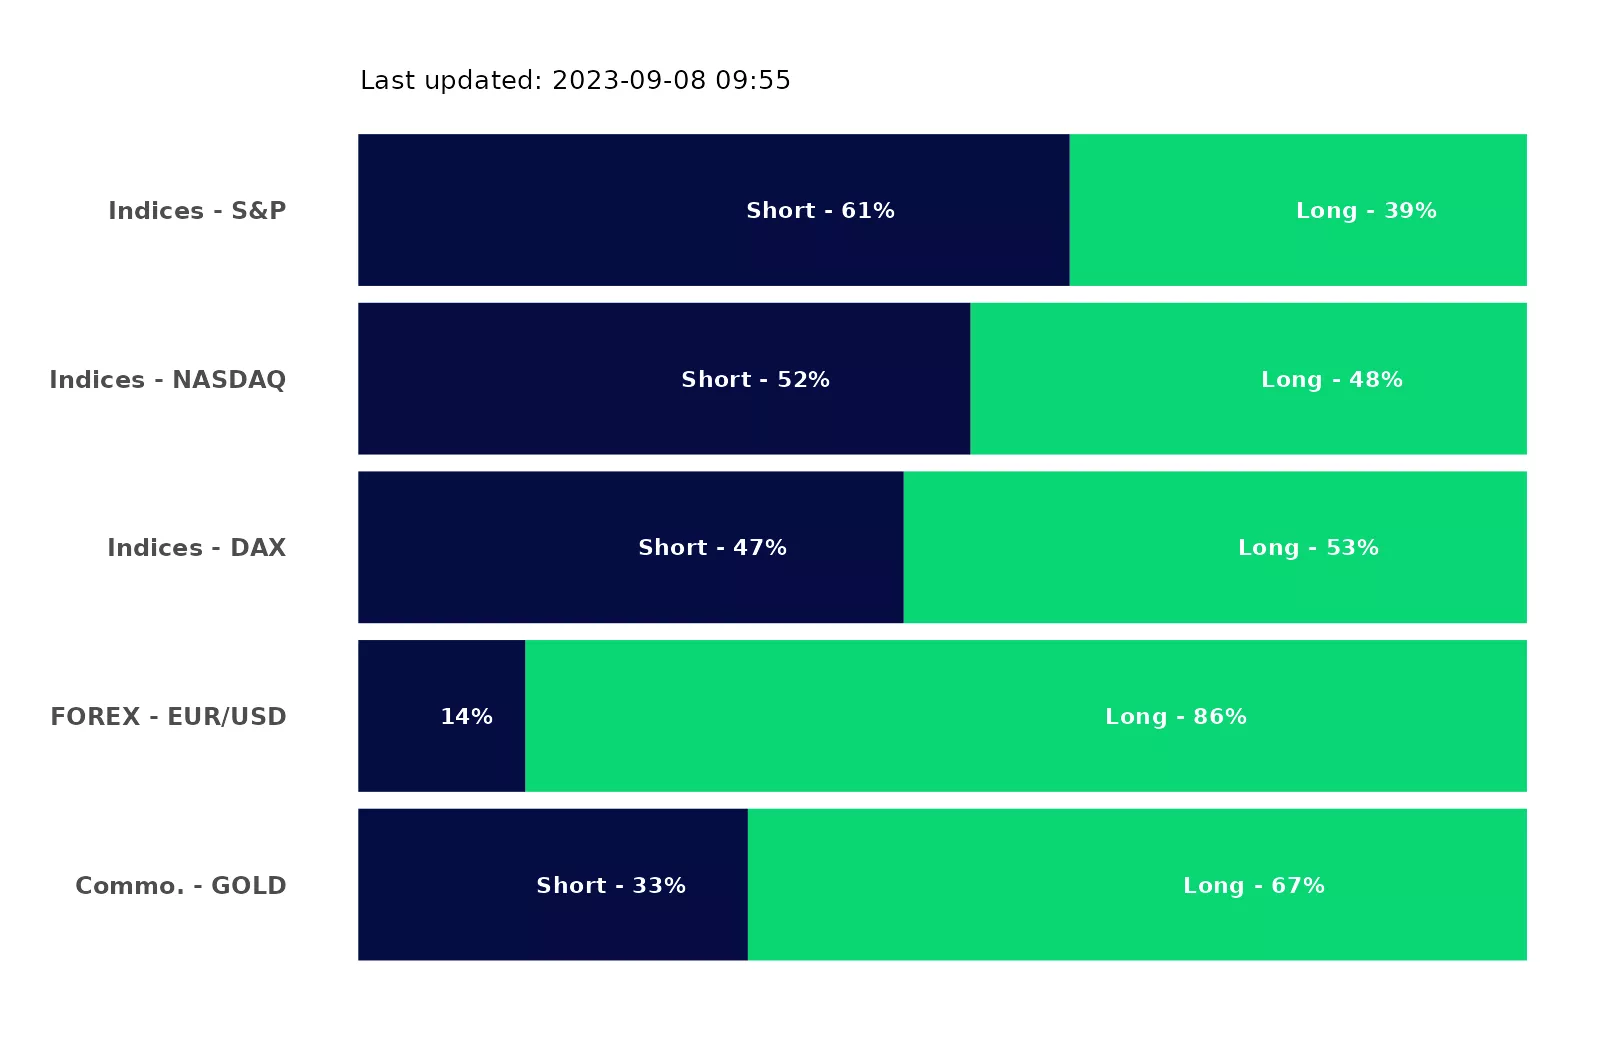 Last updated: 2023-09-08 09:55
Indices - S&P Short - 61% Long - 39%
Indices - NASDAQ Short - 52% Long - 48%
Indices - DAX Short - 47% Long - 53%
FOREX - EUR/USD 14% Long - 86%
Commo. - GOLD Short - 33% Long - 67%